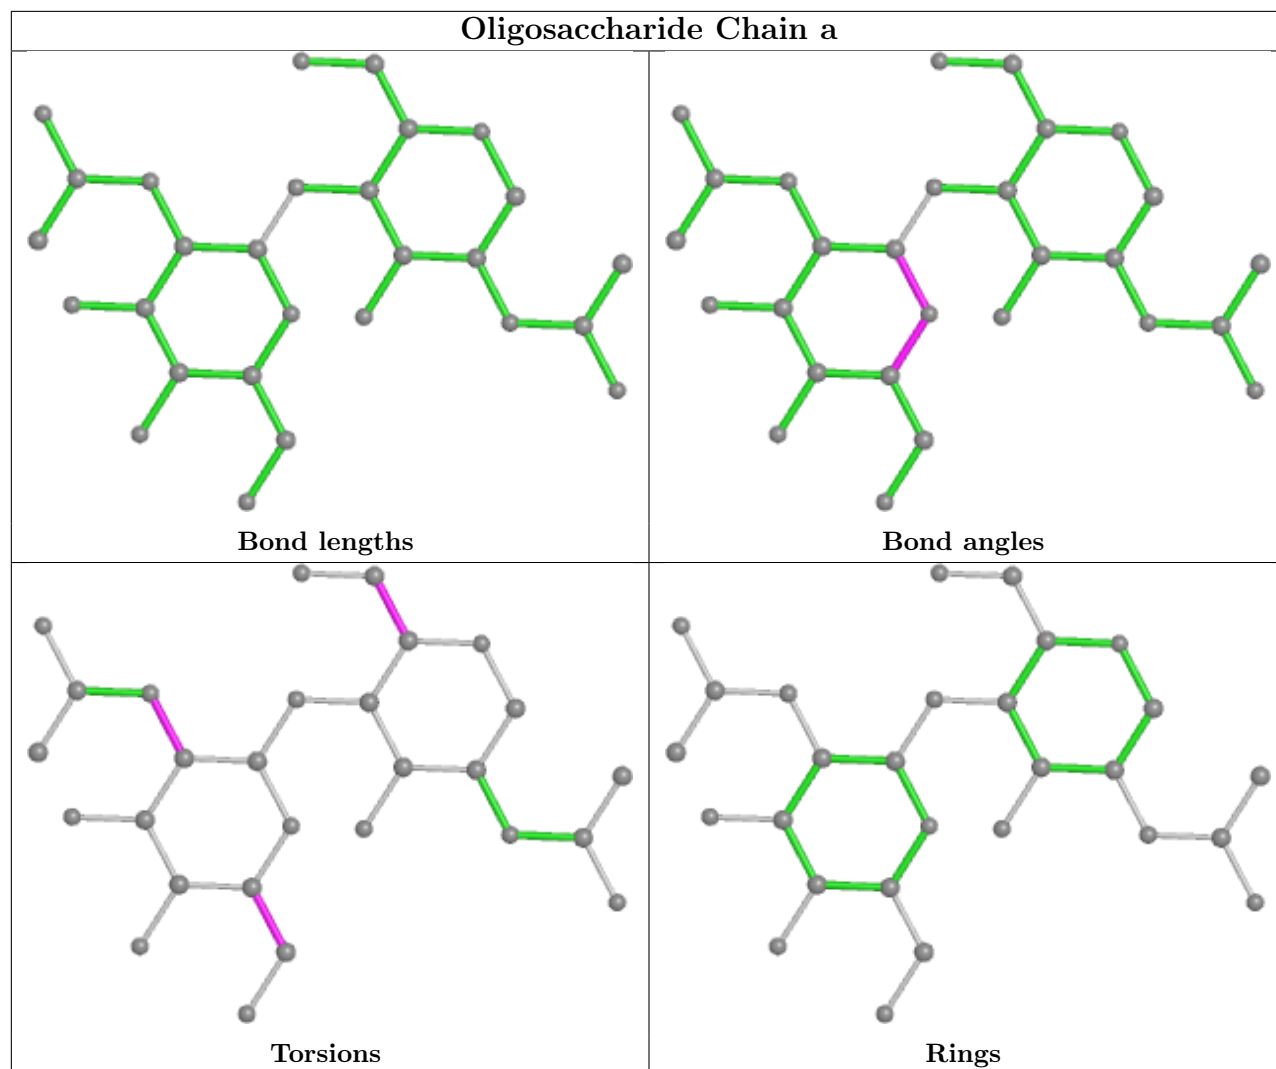 Oligosaccharide Chain a
Bond lengths
Bond angles
Torsions
Rings